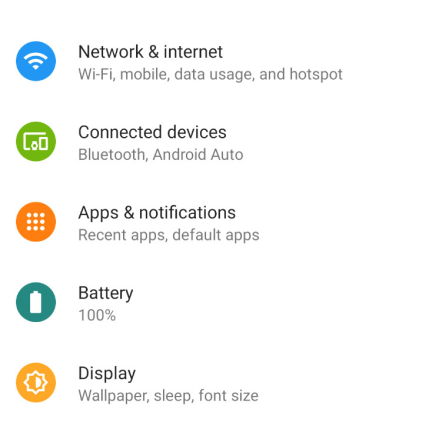 Network & internet
Wi-Fi, mobile, data usage, and hotspot
Connected devices
Bluetooth, Android Auto
Apps & notifications
Recent apps, default apps
Battery
100%
Display
Wallpaper, sleep, font size